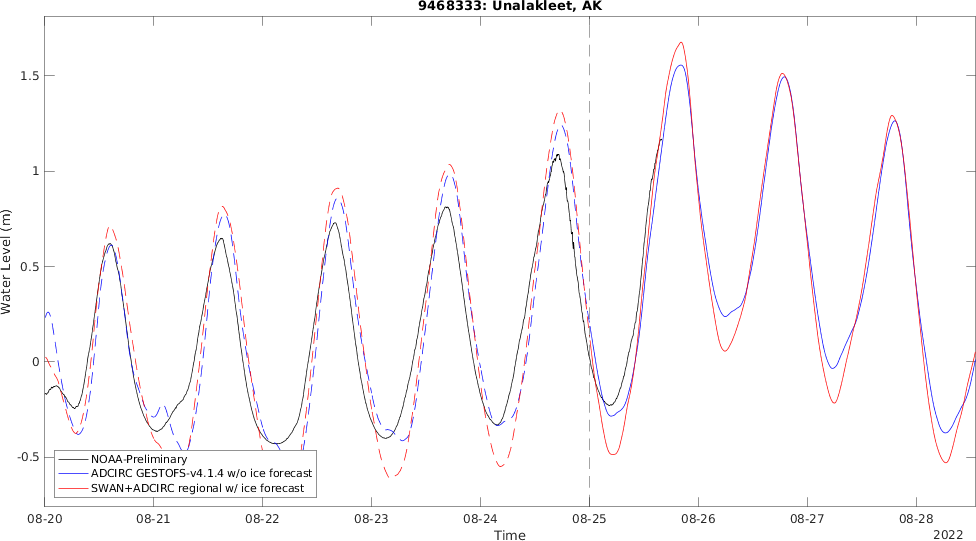 9468333: Unalakleet, AK
Water Level (m)
1.5
1
0.5
0
-0.5
NOAA-Preliminary
ADCIRC GESTOFS-v4.1.4 w/o ice forecast
SWAN+ADCIRC regional w/ ice forecast
08-20 08-21 08-22 08-23 08-24 08-25 08-26 08-27 08-28
Time
2022